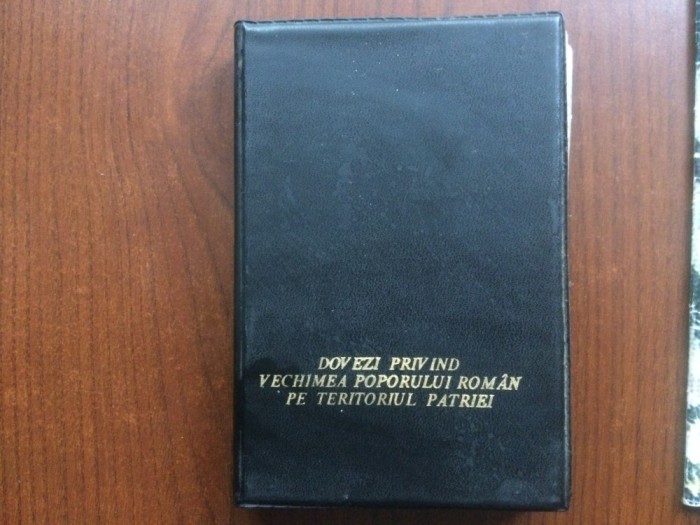 DOVEZI PRIVIND
VECHIMEA POPORULUI ROMÂN
PE TERITORIUL PATRIEI